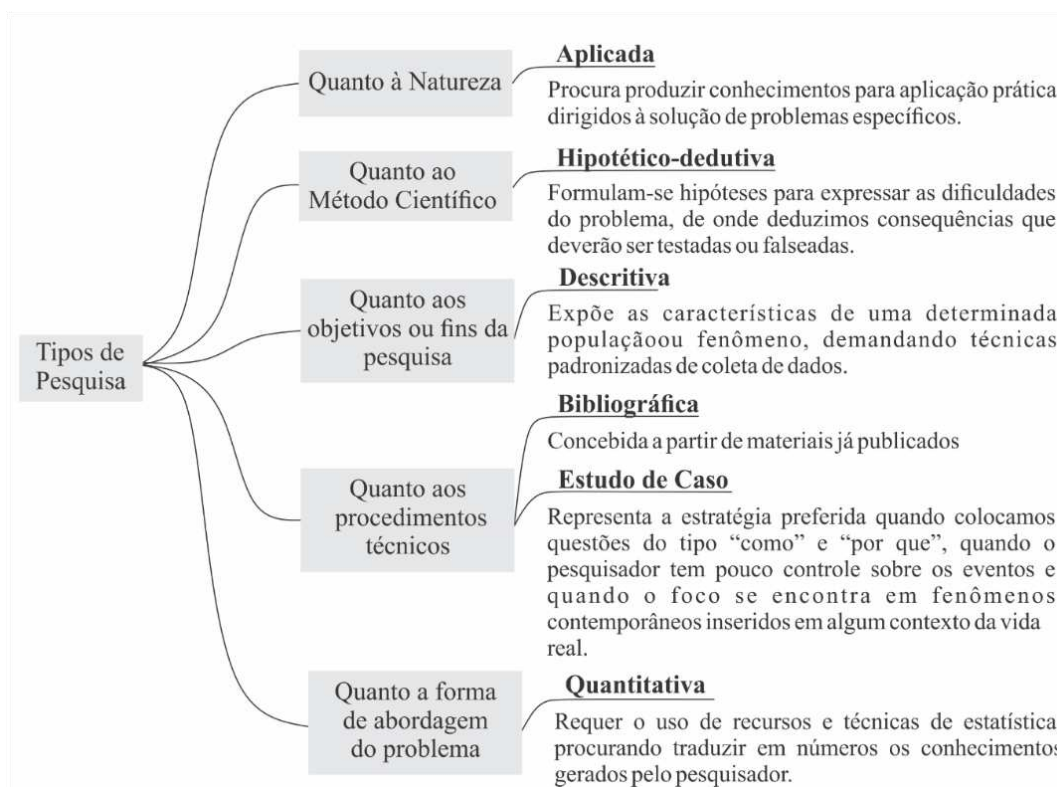 Tipos de
Pesquisa
Quanto à Natureza
Aplicada
Procura produzir conhecimentos para aplicação prática
dirigidos à solução de problemas específicos.
Quanto ao
Método Científico
Hipotético-dedutiva
Formulam-se hipóteses para expressar as dificuldades
do problema, de onde deduzimos consequências que
deverão ser testadas ou falseadas.
Quanto aos
objetivos ou fins da
pesquisa
Descritiva
Expõe as características de uma determinada
populaçãoou fenômeno, demandando técnicas
padronizadas de coleta de dados.
Quanto aos
procedimentos
técnicos
Bibliográfica
Concebida a partir de materiais já publicados
Estudo de Caso
Representa a estratégia preferida quando colocamos
questões do tipo “como” e “por que”, quando o
pesquisador tem pouco controle sobre os eventos e
quando o foco se encontra em fenômenos
contemporâneos inseridos em algum contexto da vida
real.
Quanto a forma
de abordagem
do problema
Quantitativa
Requer o uso de recursos e técnicas de estatística
procurando traduzir em números os conhecimentos
gerados pelo pesquisador.